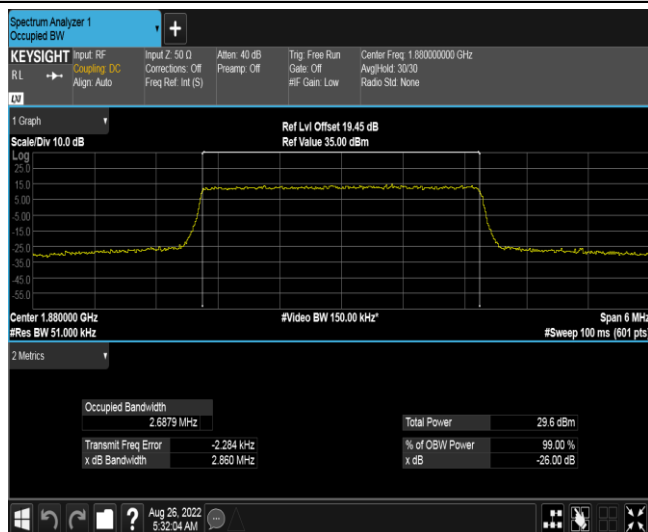 Spectrum Analyzer 1
Occupied BW
KEYSIGHT
RL
Input: RF
Coupling: DC
Align: Auto
Input Z: 50 Ω
Corrections: Off
Freq Ref: Int (S)
Atten: 40 dB
Preamp: Off
Trig: Free Run
Gate: Off
#IF Gain: Low
Center Freq: 1.880000000 GHz
Avg|Hold: 30/30
Radio Std: None
LXI
1 Graph
Scale/Div 10.0 dB
Ref Lvl Offset 19.45 dB
Ref Value 35.00 dBm
Log
25.0
15.0
5.00
-5.00
-15.0
-25.0
-35.0
-45.0
-55.0
Center 1.880000 GHz
#Res BW 51.000 kHz
#Video BW 150.00 kHz*
Span 6 MHz
#Sweep 100 ms (601 pts)
2 Metrics
Occupied Bandwidth
2.6879 MHz
Total Power 29.6 dBm
Transmit Freq Error -2.284 kHz
% of OBW Power 99.00 %
x dB Bandwidth 2.860 MHz
x dB -26.00 dB
Aug 26, 2022
5:32:04 AM